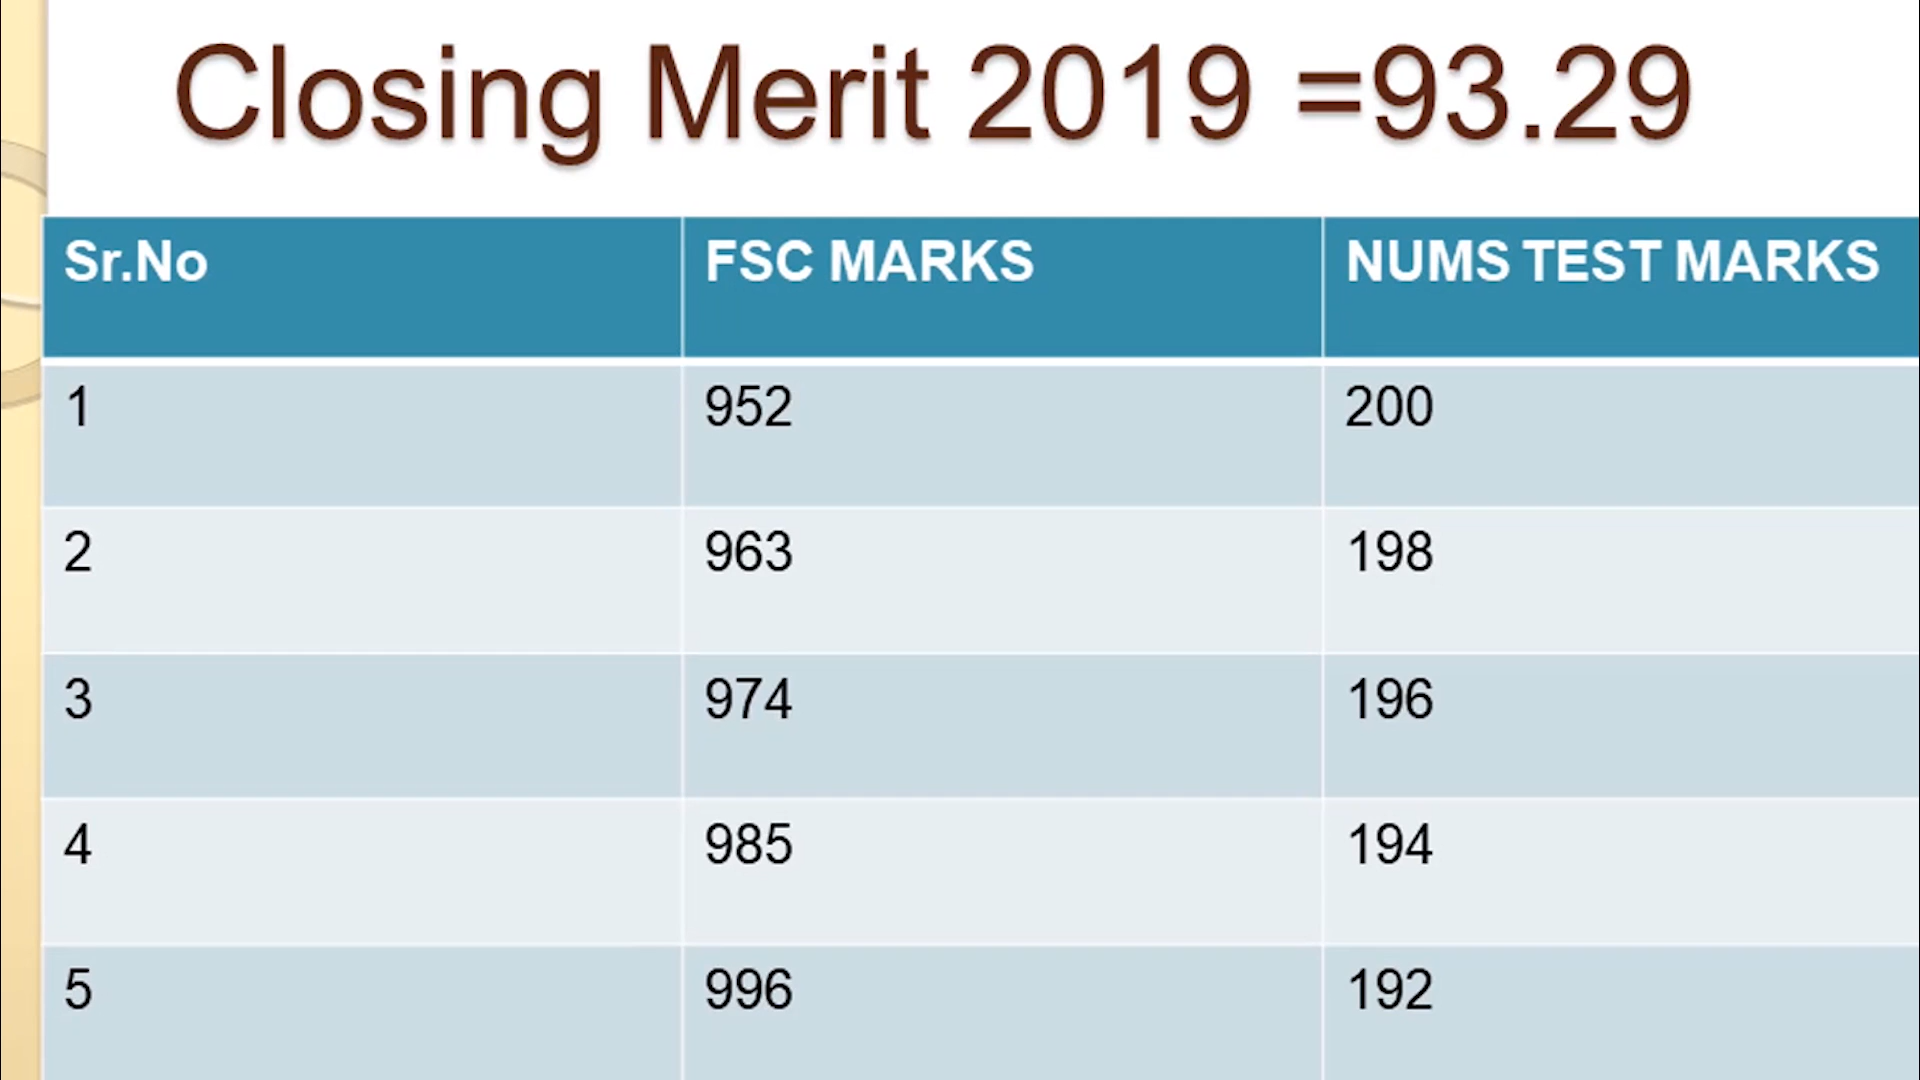 Closing Merit 2019 =93.29
Sr.No FSC MARKS NUMS TEST MARKS
1 952 200
2 963 198
3 974 196
4 985 194
5 996 192